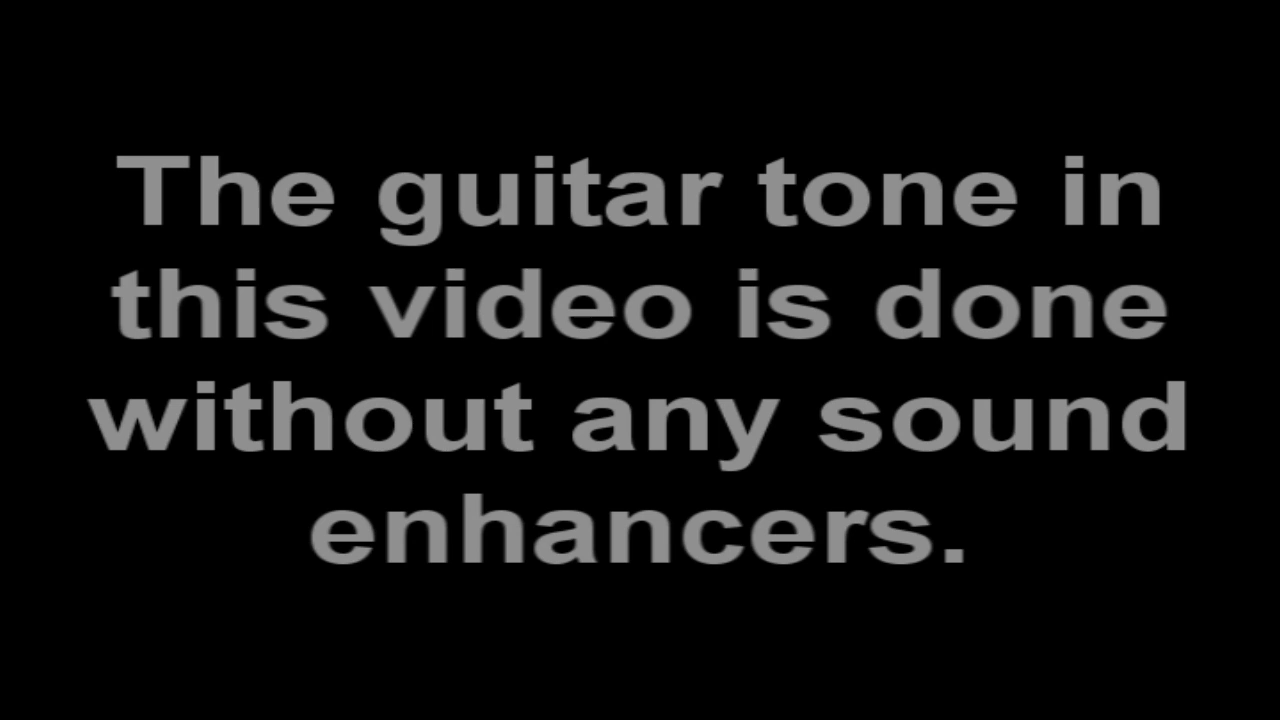 The guitar tone in
this video is done
without any sound
enhancers.